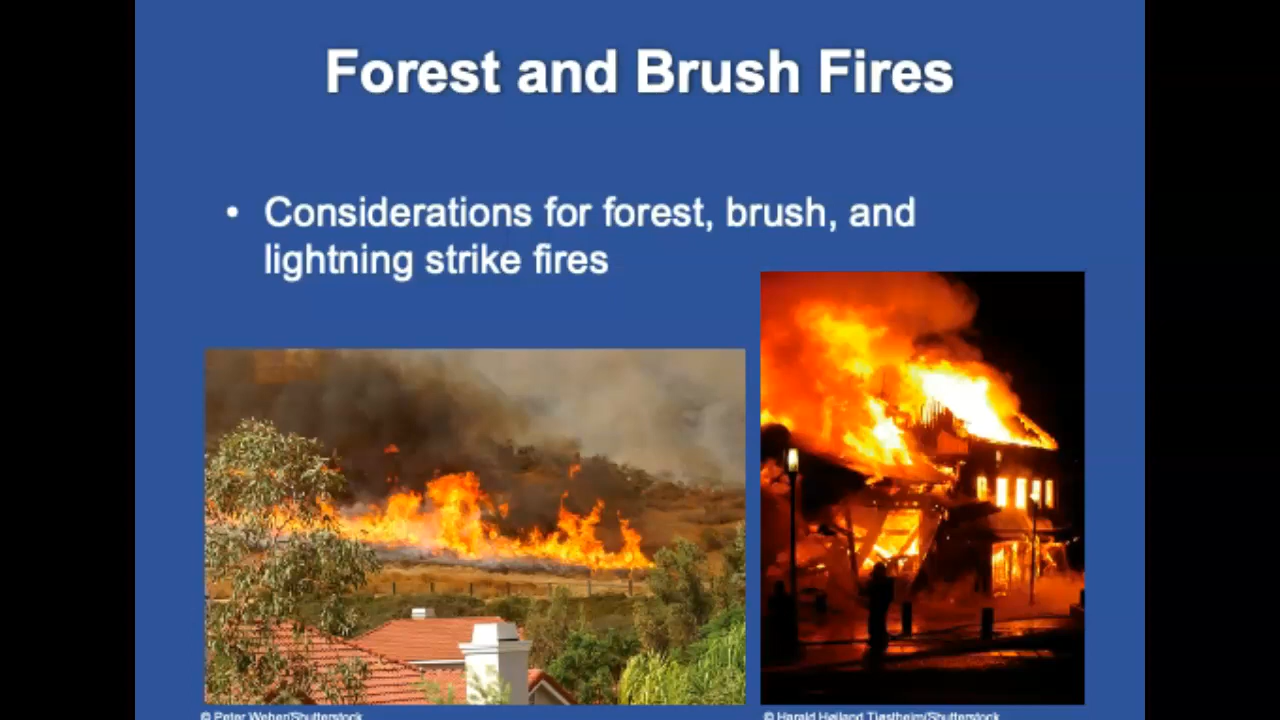 Forest and Brush Fires
• Considerations for forest, brush, and
lightning strike fires
© Peter Weber/Shutterstock
© Harald Høiland Tjøstheim/Shutterstock